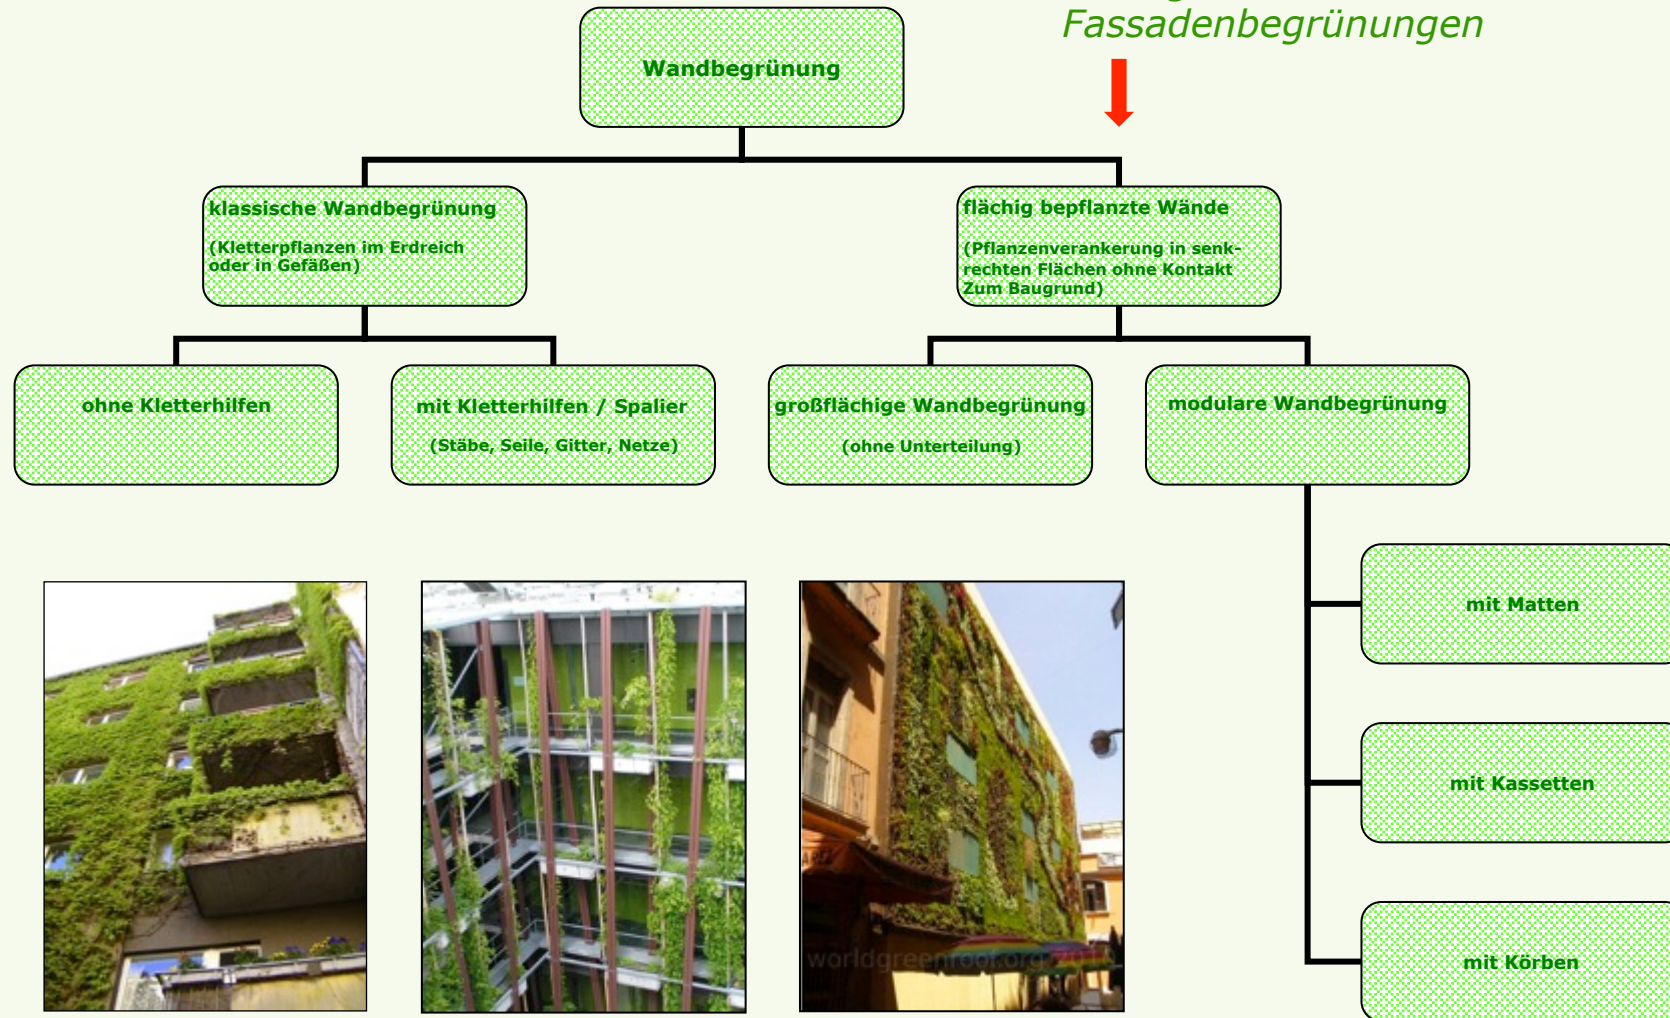 Fassadenbegrünungen
Wandbegrünung
klassische Wandbegrünung
(Kletterpflanzen im Erdreich
oder in Gefäßen)
flächig bepflanzte Wände
(Pflanzenverankerung in senk-
rechten Flächen ohne Kontakt
Zum Baugrund)
ohne Kletterhilfen
mit Kletterhilfen / Spalier
(Stäbe, Seile, Gitter, Netze)
großflächige Wandbegrünung
(ohne Unterteilung)
modulare Wandbegrünung
mit Matten
mit Kassetten
mit Körben
worldgreenroof.org